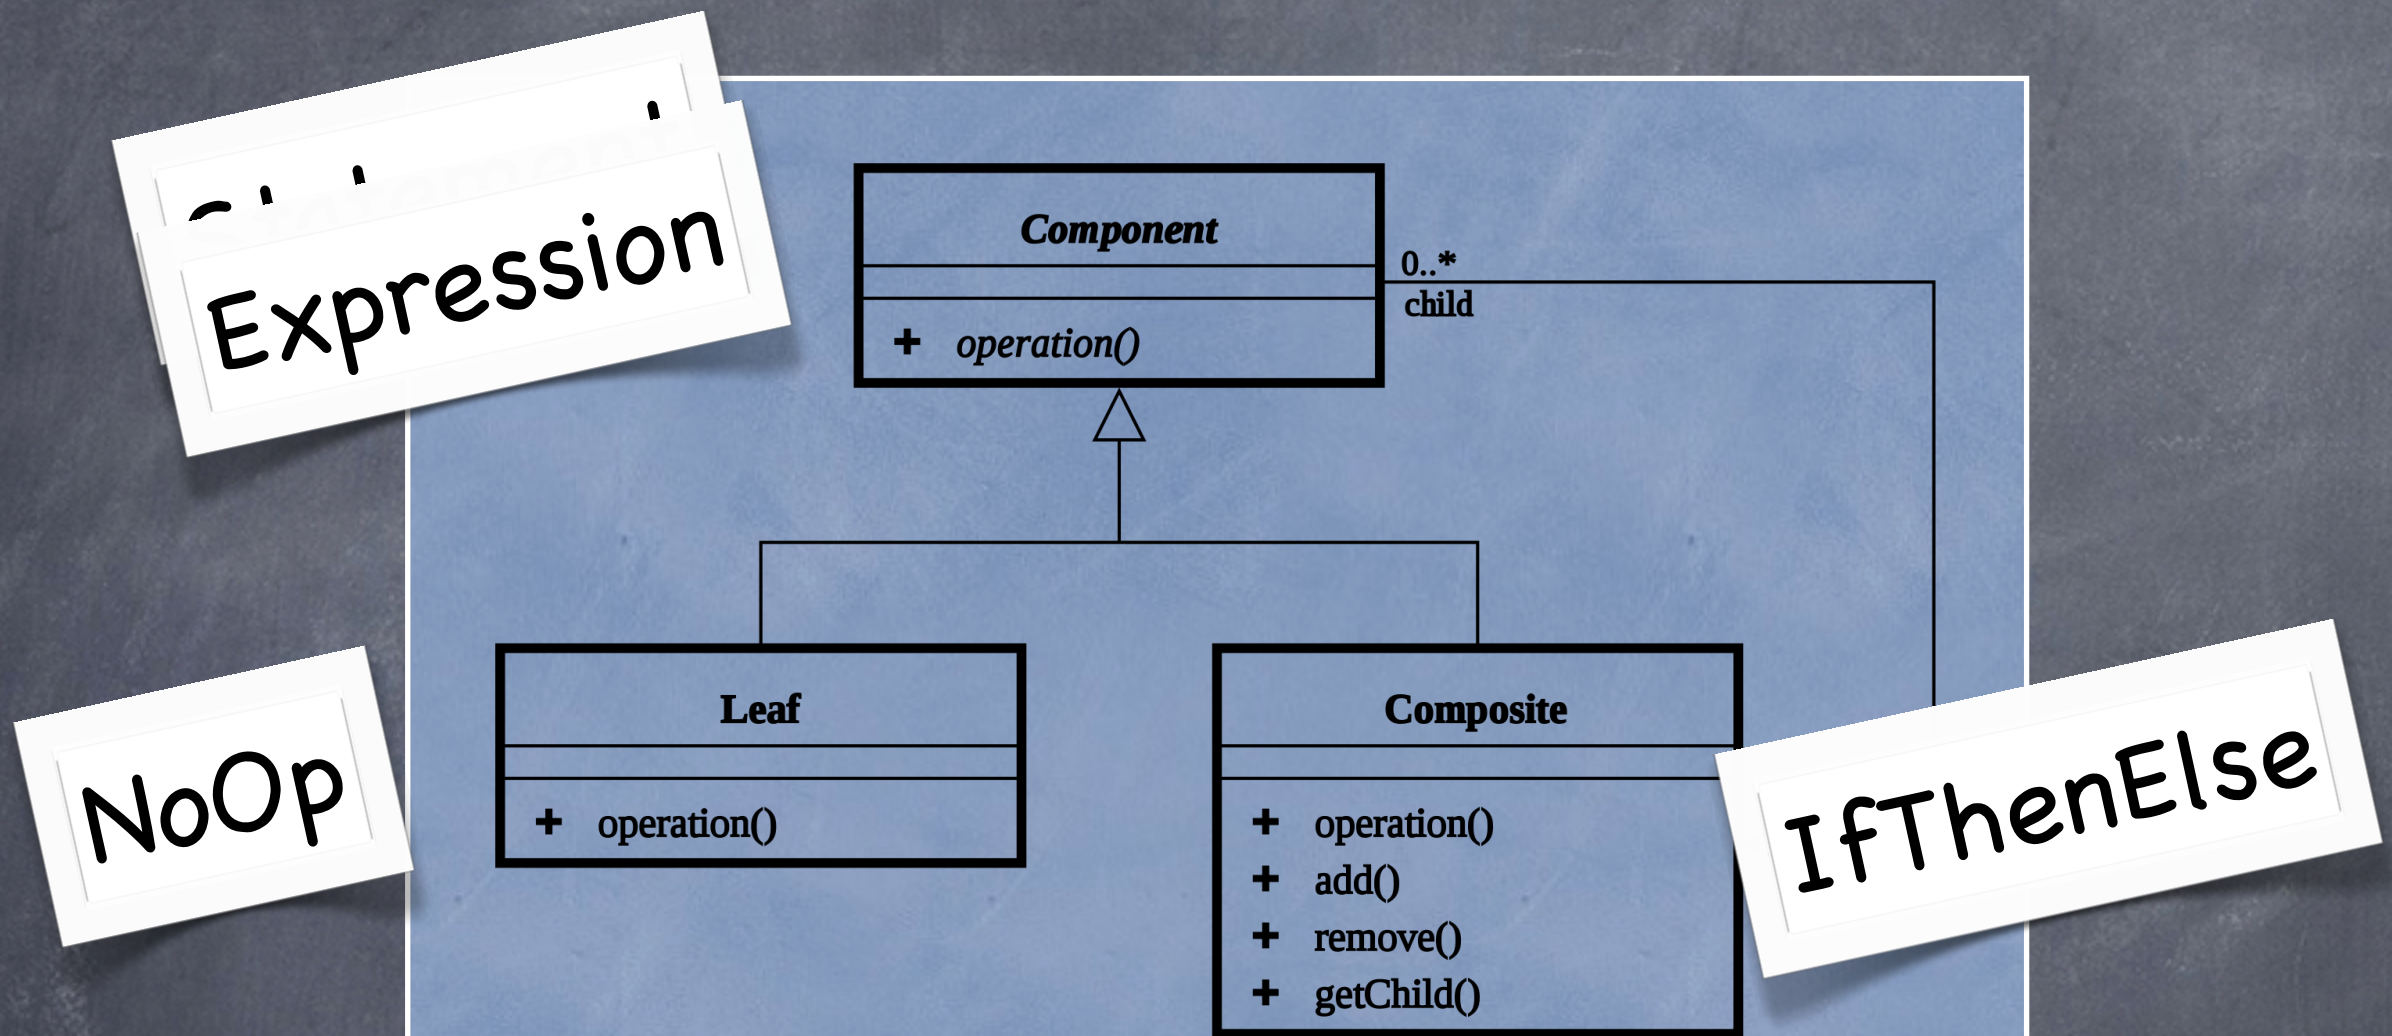 Expression
Component
0..*
child
+ operation()
NoOp
Leaf
+ operation()
Composite
+ operation()
+ add()
+ remove()
+ getChild()
IfThenElse